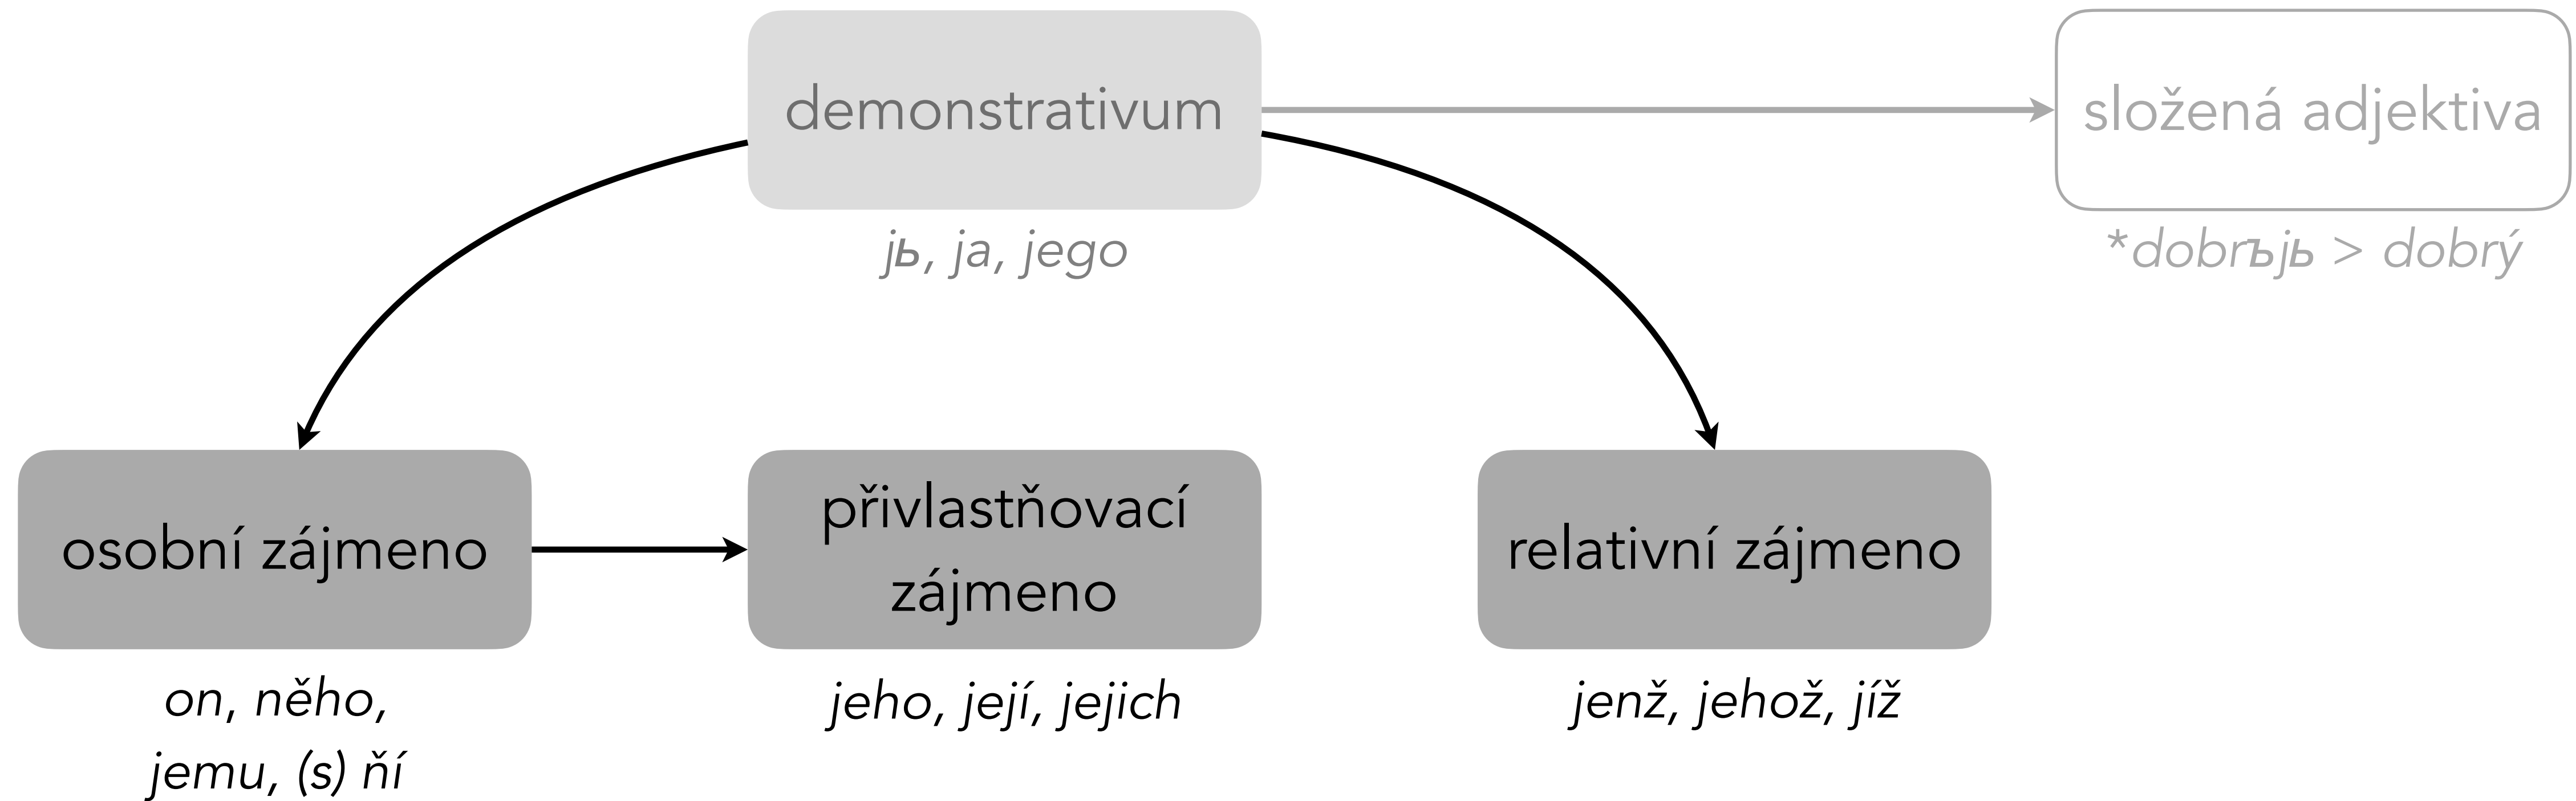 demonstrativum
složená adjektiva
jь, ja, jego
*dobrъjь > dobrý
osobní zájmeno
přivlastňovací
zájmeno
relativní zájmeno
on, něho,
jemu, (s) ňí
jeho, její, jejich
jenž, jehož, jíž